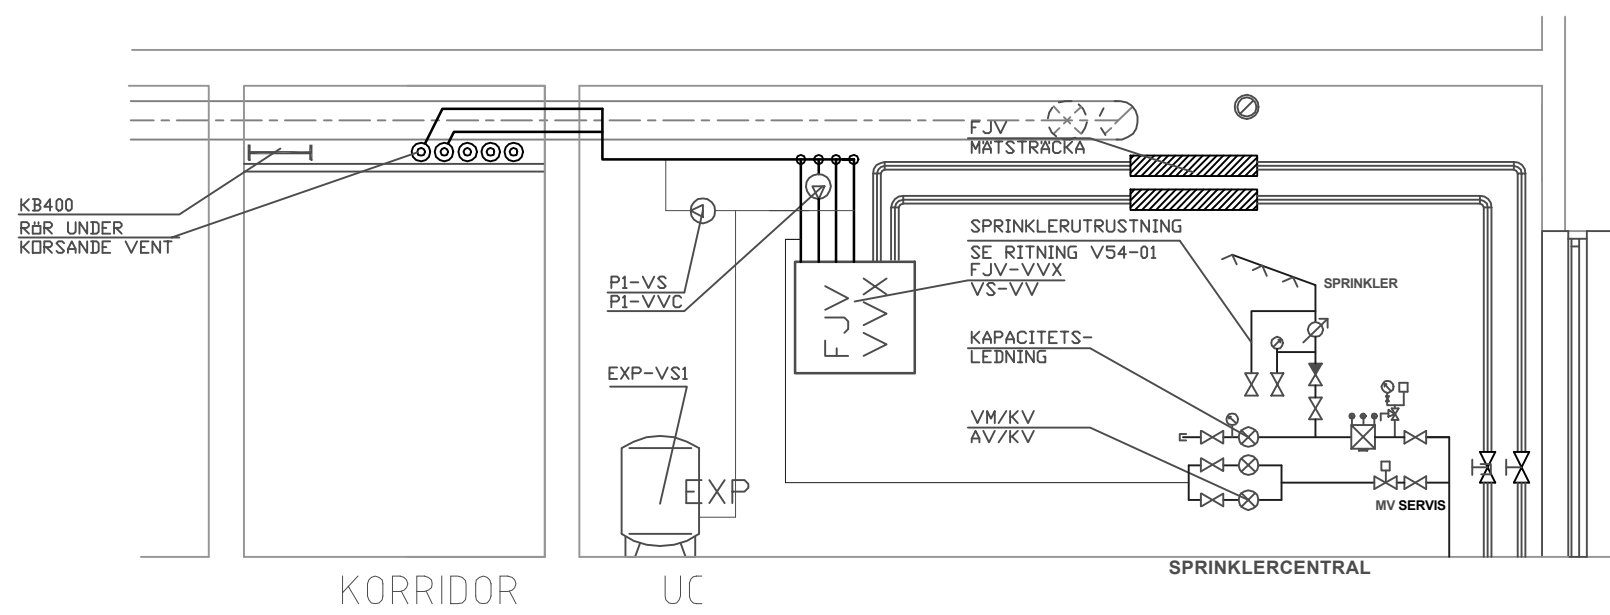 FJV
MÄTSTRÄCKA
KB400
RÖR UNDER
KORSANDE VENT
SPRINKLERUTRUSTNING
SE RITNING V54-01
FJV-VVX
VS-VV
P1-VS
P1-VVC
SPRINKLER
FJV
VVX
KAPACITETS-
LEDNING
EXP-VS1
VM/KV
AV/KV
EXP
MV SERVIS
SPRINKLERCENTRAL
KORRIDOR
UC